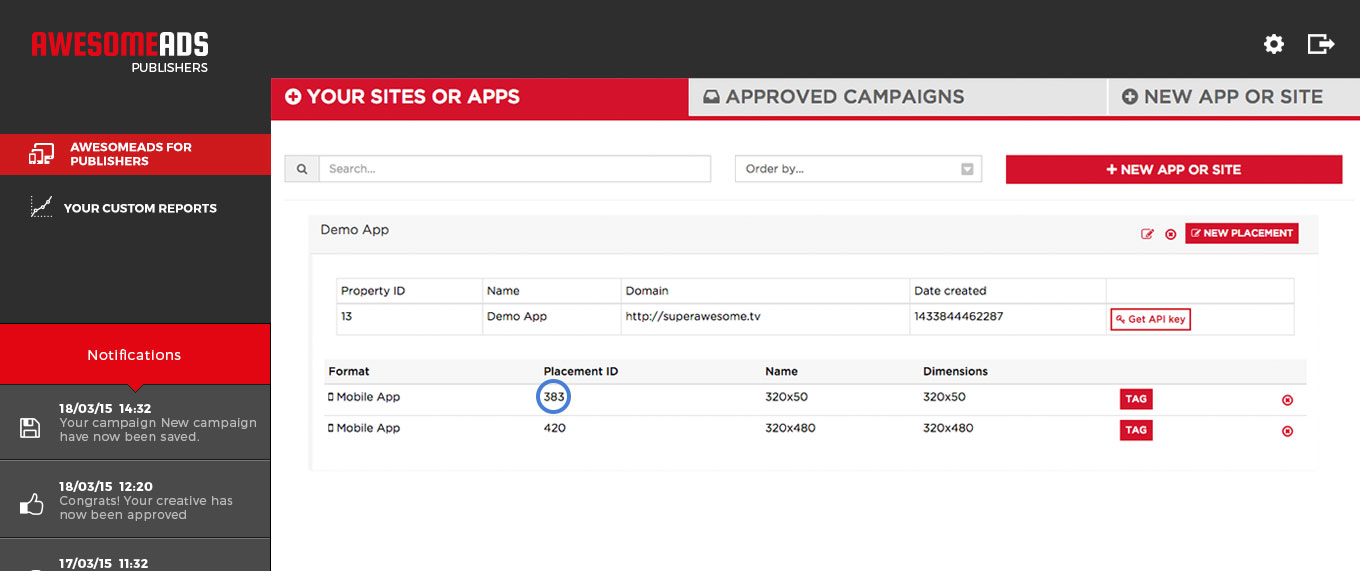 AWESOMEADS
PUBLISHERS
YOUR SITES OR APPS
APPROVED CAMPAIGNS
NEW APP OR SITE
AWESOMEADS FOR
PUBLISHERS
YOUR CUSTOM REPORTS
Search...
Order by...
NEW APP OR SITE
Demo App
NEW PLACEMENT
Property ID Name Domain Date created
13 Demo App http://superawesome.tv 1433844462287 Get API key
Format Placement ID Name Dimensions
Mobile App 383 320x50 320x50 TAG
Mobile App 420 320x480 320x480 TAG
Notifications
18/03/15 14:32
Your campaign New campaign
have now been saved.
18/03/15 12:20
Congrats! Your creative has
now been approved
17/03/15 11:32